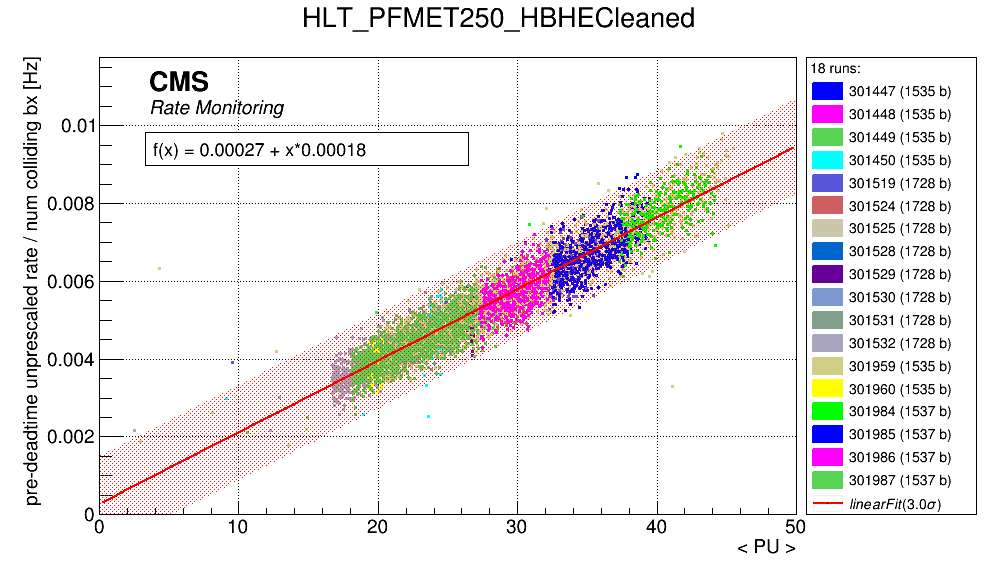 HLT_PFMET250_HBHECleaned
pre-deadtime unprescaled rate / num colliding bx [Hz]
CMS
Rate Monitoring
f(x) = 0.00027 + x*0.00018
0.01
0.008
0.006
0.004
0.002
0
0 10 20 30 40 50
< PU >
18 runs:
301447 (1535 b)
301448 (1535 b)
301449 (1535 b)
301450 (1535 b)
301519 (1728 b)
301524 (1728 b)
301525 (1728 b)
301528 (1728 b)
301529 (1728 b)
301530 (1728 b)
301531 (1728 b)
301532 (1728 b)
301959 (1535 b)
301960 (1535 b)
301984 (1537 b)
301985 (1537 b)
301986 (1537 b)
301987 (1537 b)
linearFit(3.0σ)